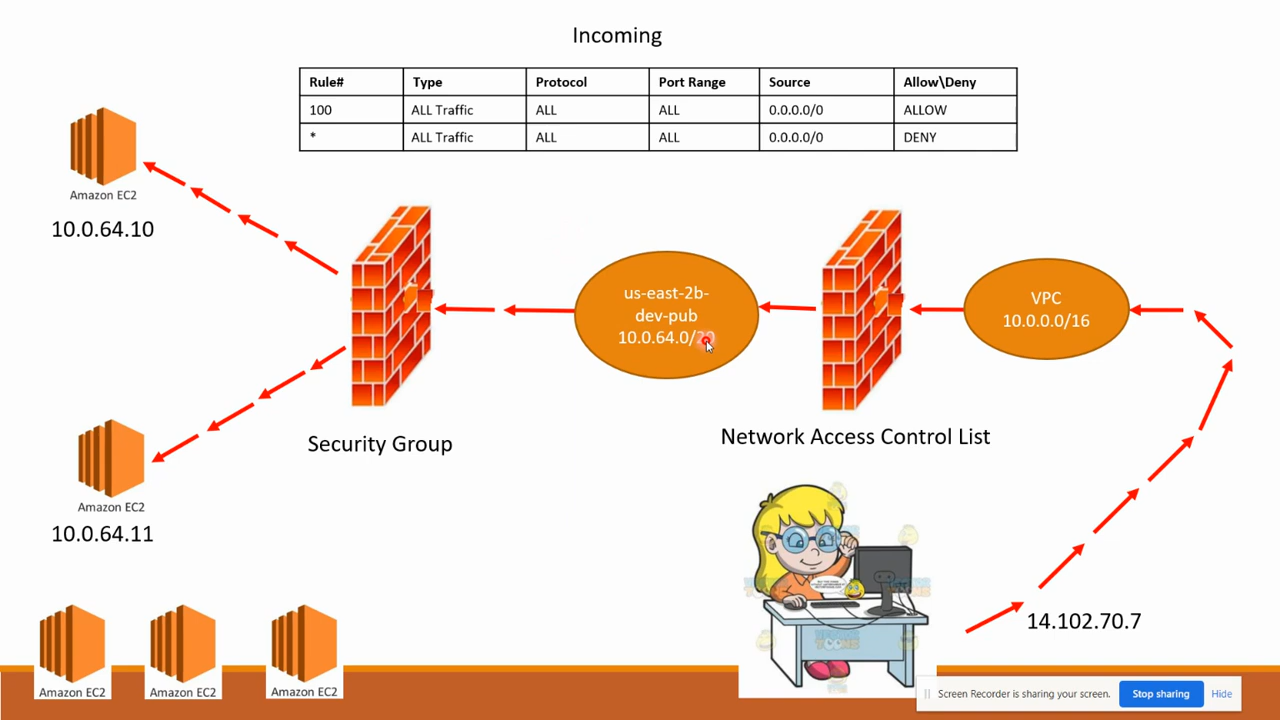 Incoming
Rule# Type Protocol Port Range Source Allow\Deny
100 ALL Traffic ALL ALL 0.0.0.0/0 ALLOW
* ALL Traffic ALL ALL 0.0.0.0/0 DENY
Amazon EC2
10.0.64.10
us-east-2b-
dev-pub
10.0.64.0/
VPC
10.0.0.0/16
Security Group
Network Access Control List
Amazon EC2
10.0.64.11
14.102.70.7
Amazon EC2
Amazon EC2
Amazon EC2
Screen Recorder is sharing your screen.
Stop sharing
Hide